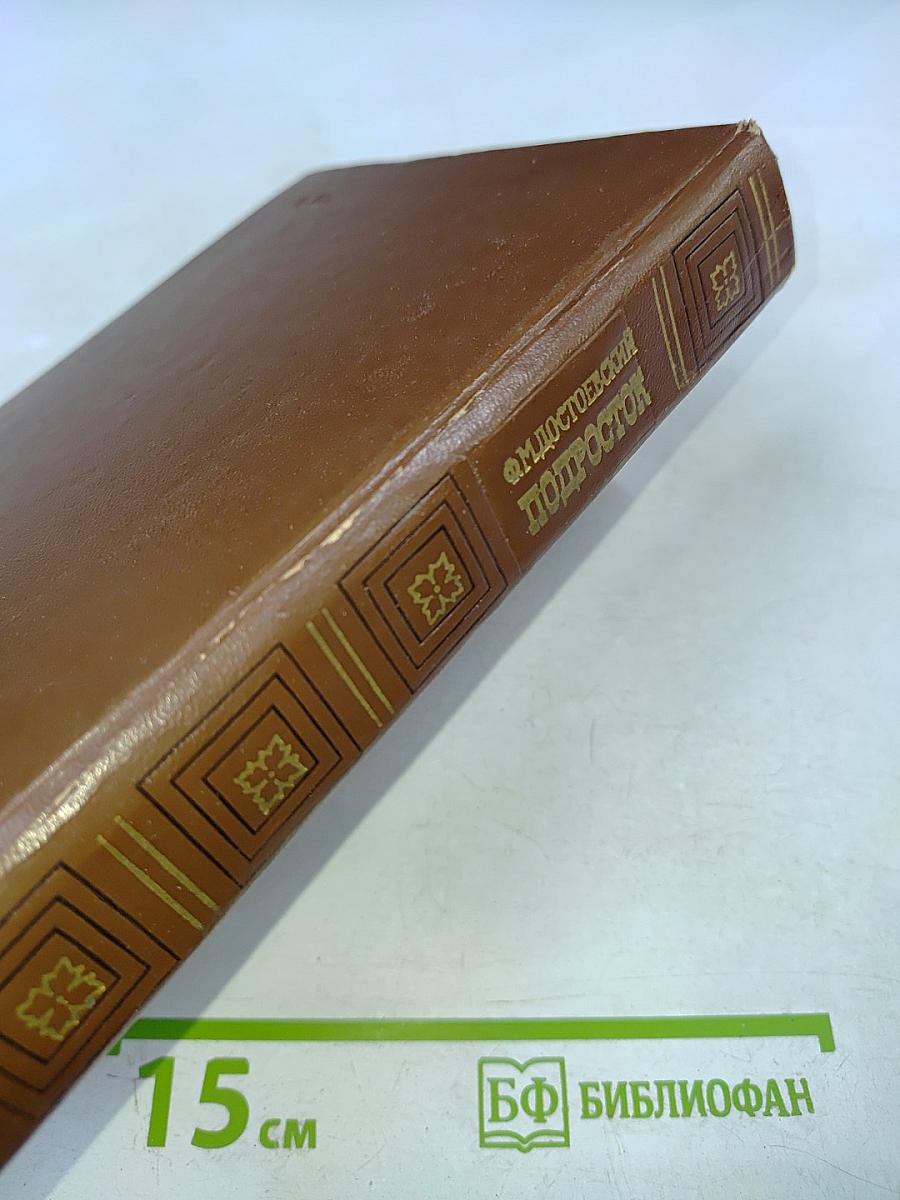 Ф.М.ДОСТОЕВСКИЙ
ПОДРОСТОК
15 см
БФ БИБЛИОФАН